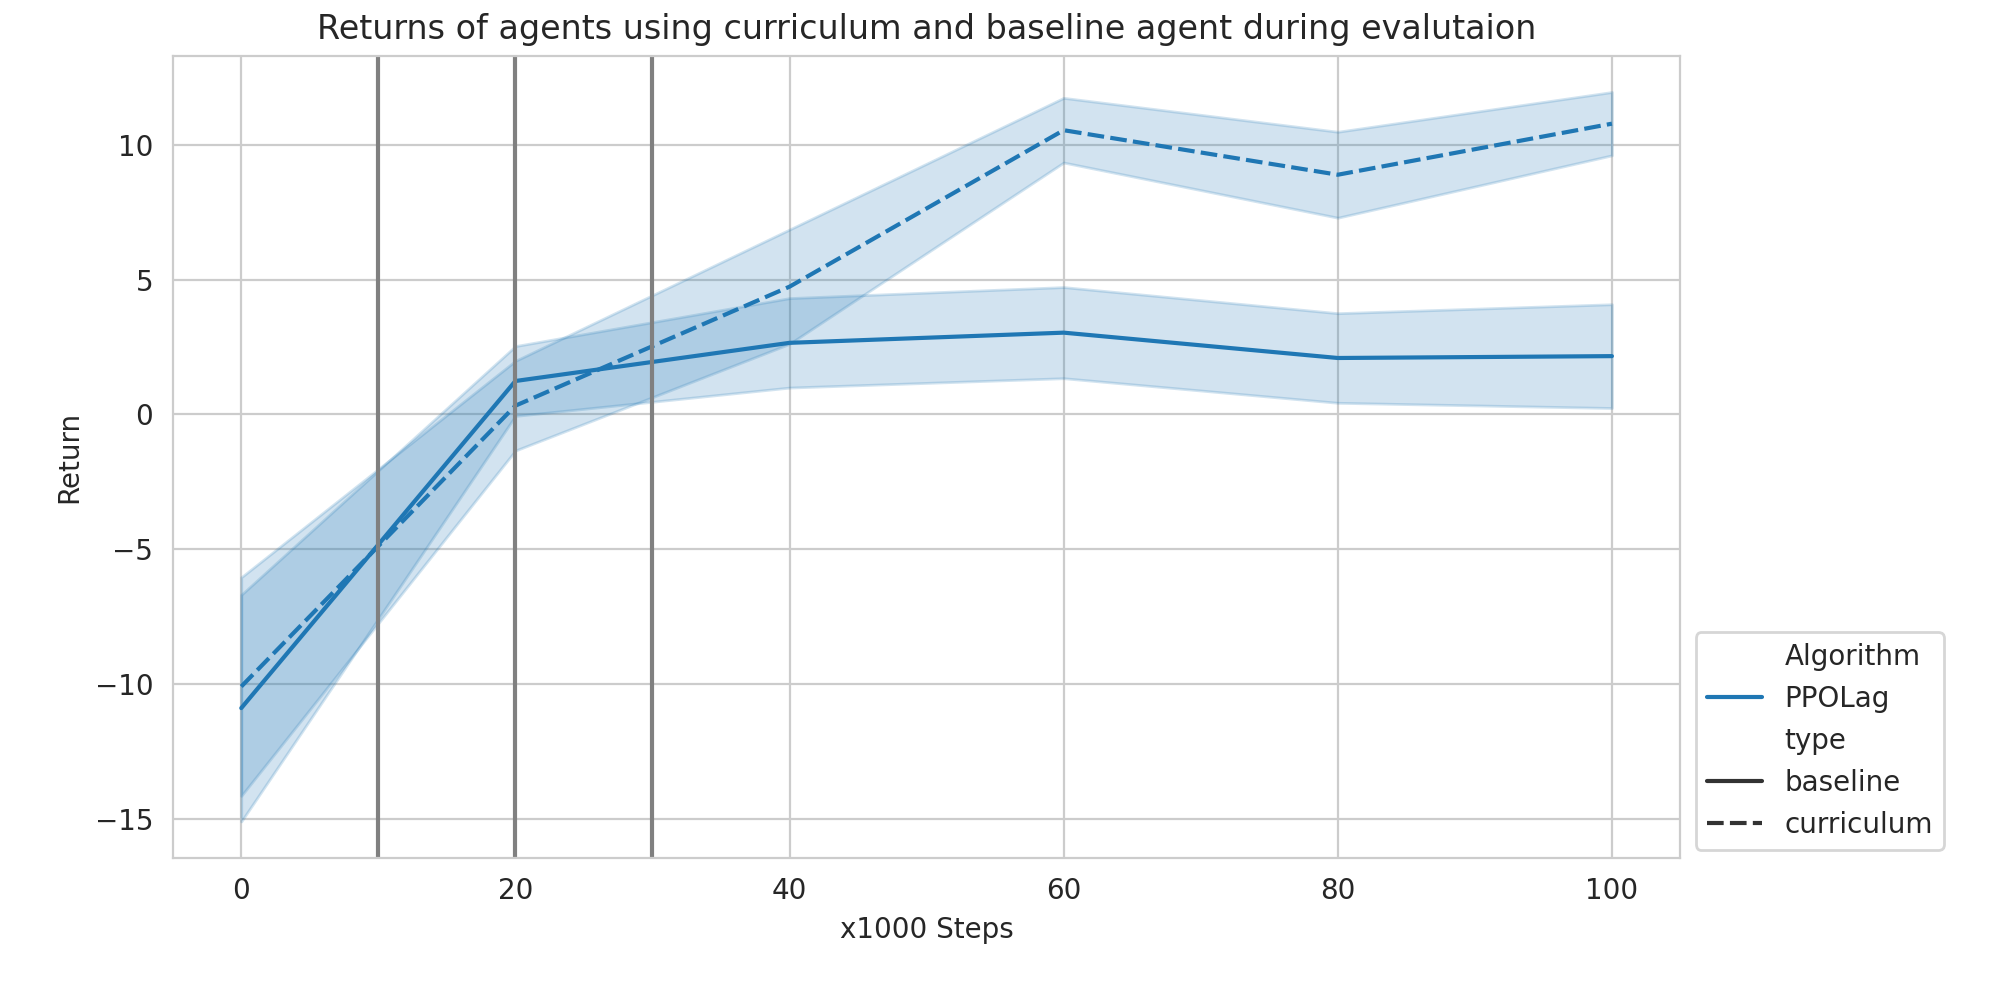 Returns of agents using curriculum and baseline agent during evalutaion
10
5
0
−5
−10
−15
Return
0 20 40 60 80 100
x1000 Steps
Algorithm
PPOLag
type
baseline
curriculum